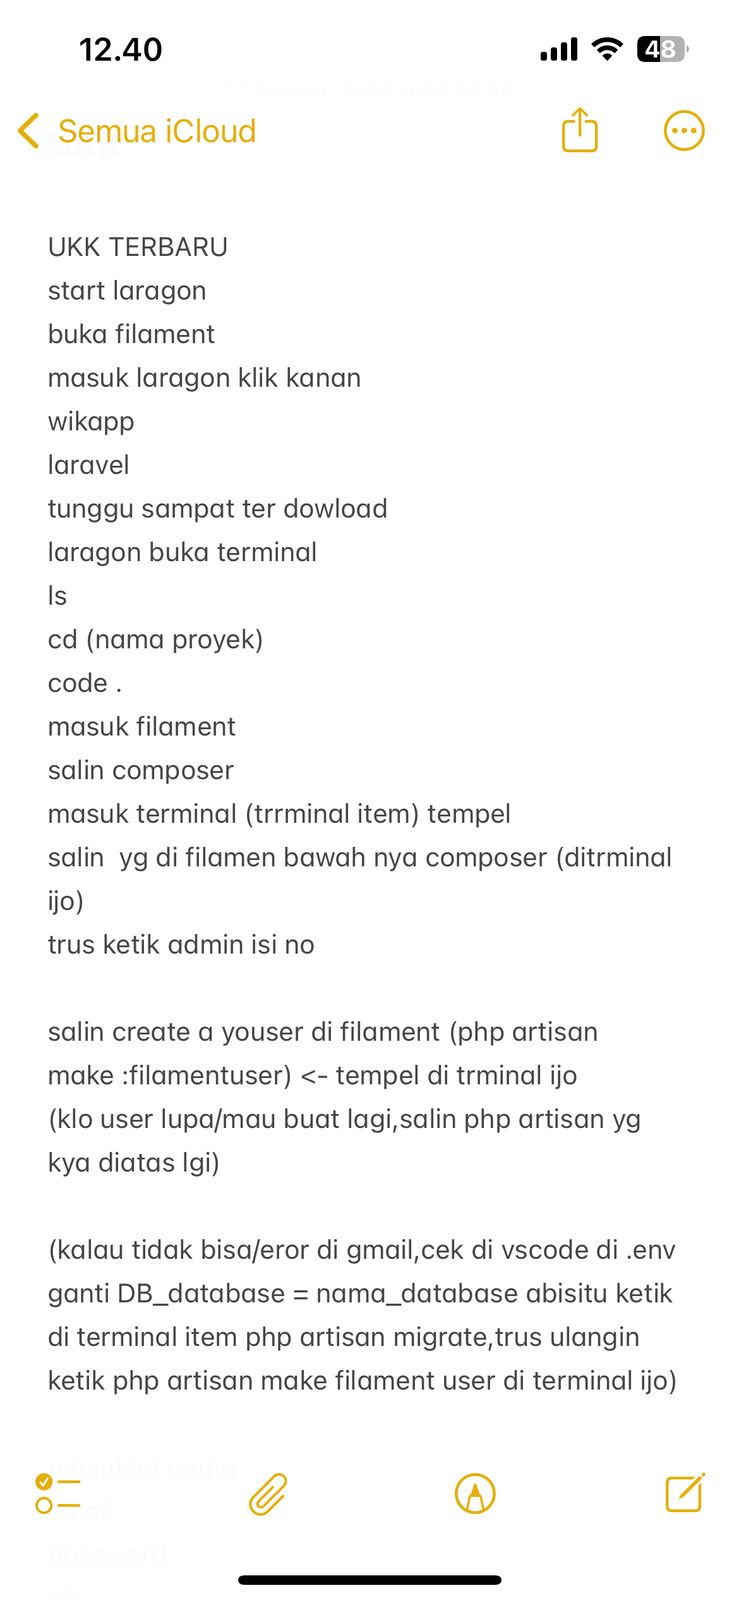 12.40
48
Semua iCloud
UKK TERBARU
start laragon
buka filament
masuk laragon klik kanan
wikapp
laravel
tunggu sampat ter dowload
laragon buka terminal
ls
cd (nama proyek)
code .
masuk filament
salin composer
masuk terminal (trrminal item) tempel
salin  yg di filamen bawah nya composer (ditrminal
ijo)
trus ketik admin isi no
salin create a youser di filament (php artisan
make :filamentuser) <- tempel di trminal ijo
(klo user lupa/mau buat lagi,salin php artisan yg
kya diatas lgi)
(kalau tidak bisa/eror di gmail,cek di vscode di .env
ganti DB_database = nama_database abisitu ketik
di terminal item php artisan migrate,trus ulangin
ketik php artisan make filament user di terminal ijo)
masukan nama
email
password